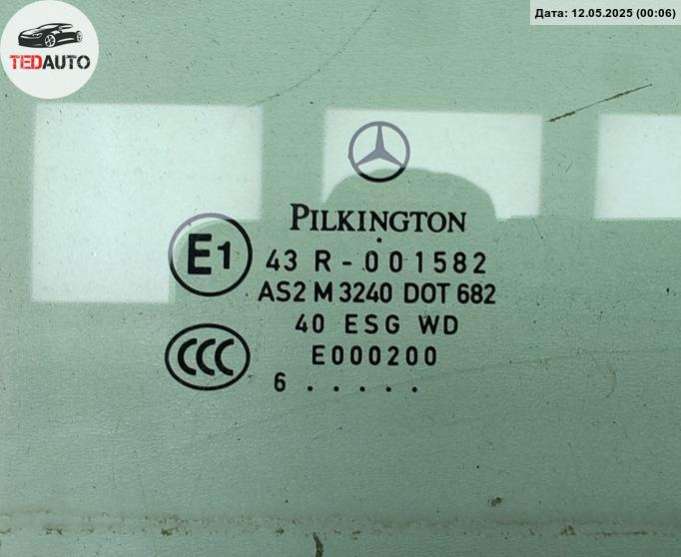 Дата: 12.05.2025 (00:06)
TEDAUTO
PILKINGTON
E1
43 R - 001582
AS2 M 3240 DOT 682
40 ESG WD
CCC
E000200
6 . . . . .